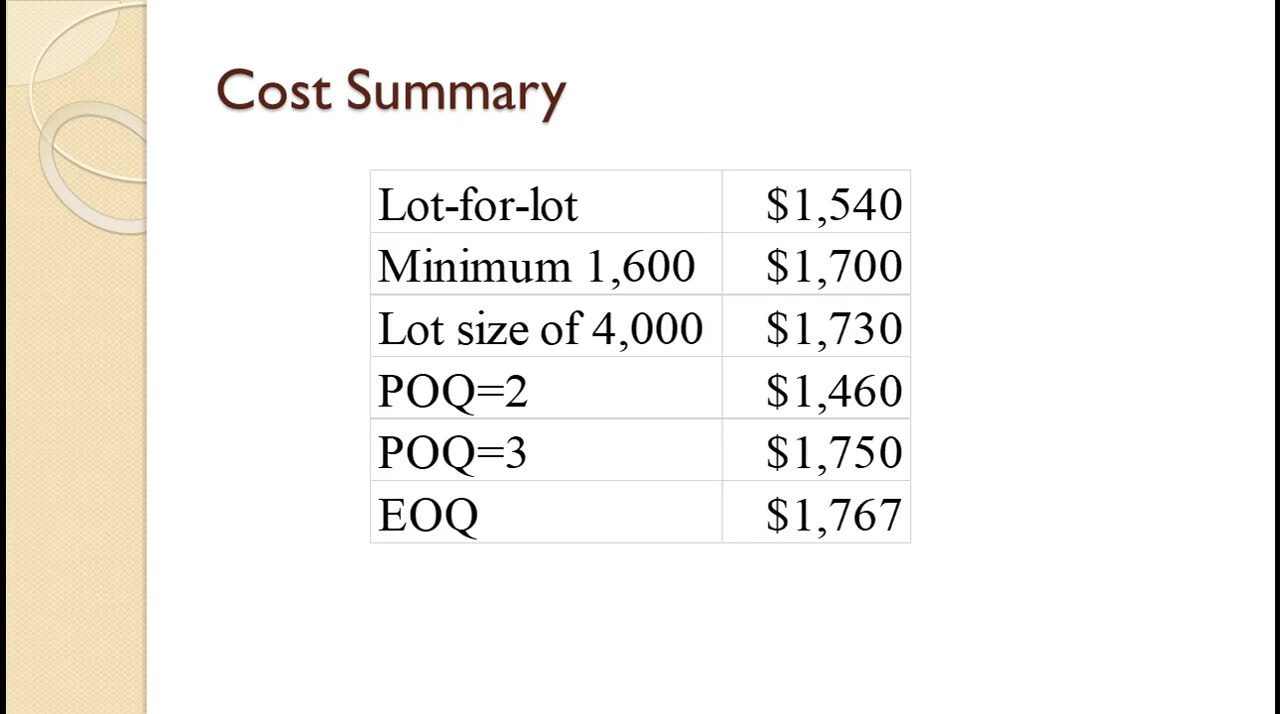 Cost Summary
Lot-for-lot $1,540
Minimum 1,600 $1,700
Lot size of 4,000 $1,730
POQ=2 $1,460
POQ=3 $1,750
EOQ $1,767